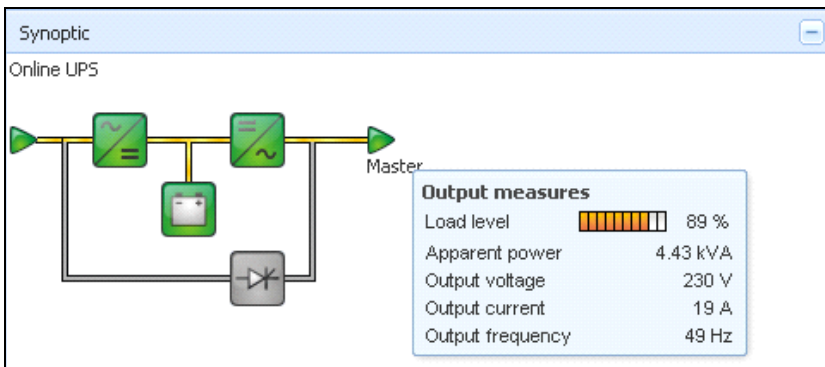 Synoptic
Online UPS
Master
Output measures
Load level 89 %
Apparent power 4.43 kVA
Output voltage 230 V
Output current 19 A
Output frequency 49 Hz